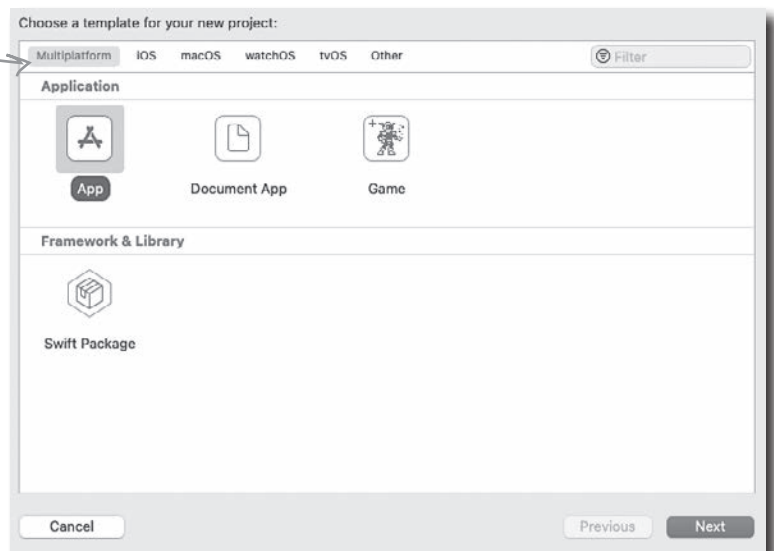 Choose a template for your new project:
Multiplatform iOS macOS watchOS tvOS Other Filter
Application
App Document App Game
Framework & Library
Swift Package
Cancel Previous Next